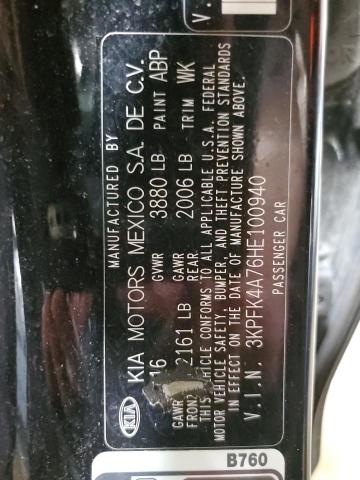 MANUFACTURED BY
KIA KIA MOTORS MEXICO S.A. DE C.V.
16 GVWR 3880 LB PAINT ABP
GAWR FRONT 2161 LB GAWR REAR 2006 LB TRIM WK
THIS VEHICLE CONFORMS TO ALL APPLICABLE U.S.A. FEDERAL
MOTOR VEHICLE SAFETY, BUMPER, AND THEFT PREVENTION STANDARDS
IN EFFECT ON THE DATE OF MANUFACTURE SHOWN ABOVE.
V.I.N. 3KPFK4A76HE100940
PASSENGER CAR
V.
B760